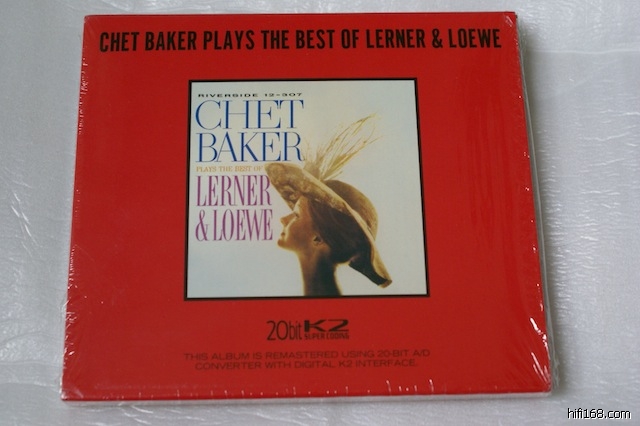 CHET BAKER PLAYS THE BEST OF LERNER & LOEWE
RIVERSIDE 12-307
CHET
BAKER
PLAYS THE BEST OF
LERNER
& LOEWE
20bit K2
SUPER CODING
THIS ALBUM IS REMASTERED USING 20-BIT A/D
CONVERTER WITH DIGITAL K2 INTERFACE.
hifi168.com